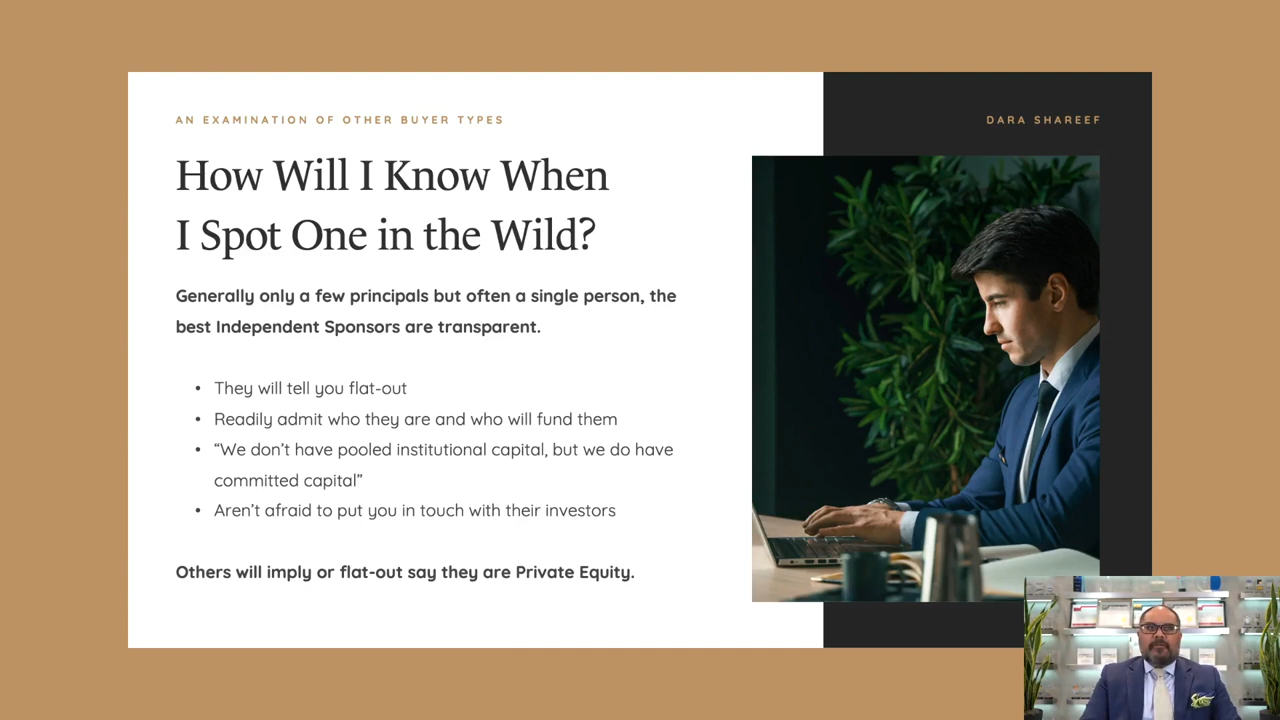 AN EXAMINATION OF OTHER BUYER TYPES
DARA SHAREEF
How Will I Know When
I Spot One in the Wild?
Generally only a few principals but often a single person, the
best Independent Sponsors are transparent.
• They will tell you flat-out
• Readily admit who they are and who will fund them
• “We don’t have pooled institutional capital, but we do have
committed capital”
• Aren’t afraid to put you in touch with their investors
Others will imply or flat-out say they are Private Equity.